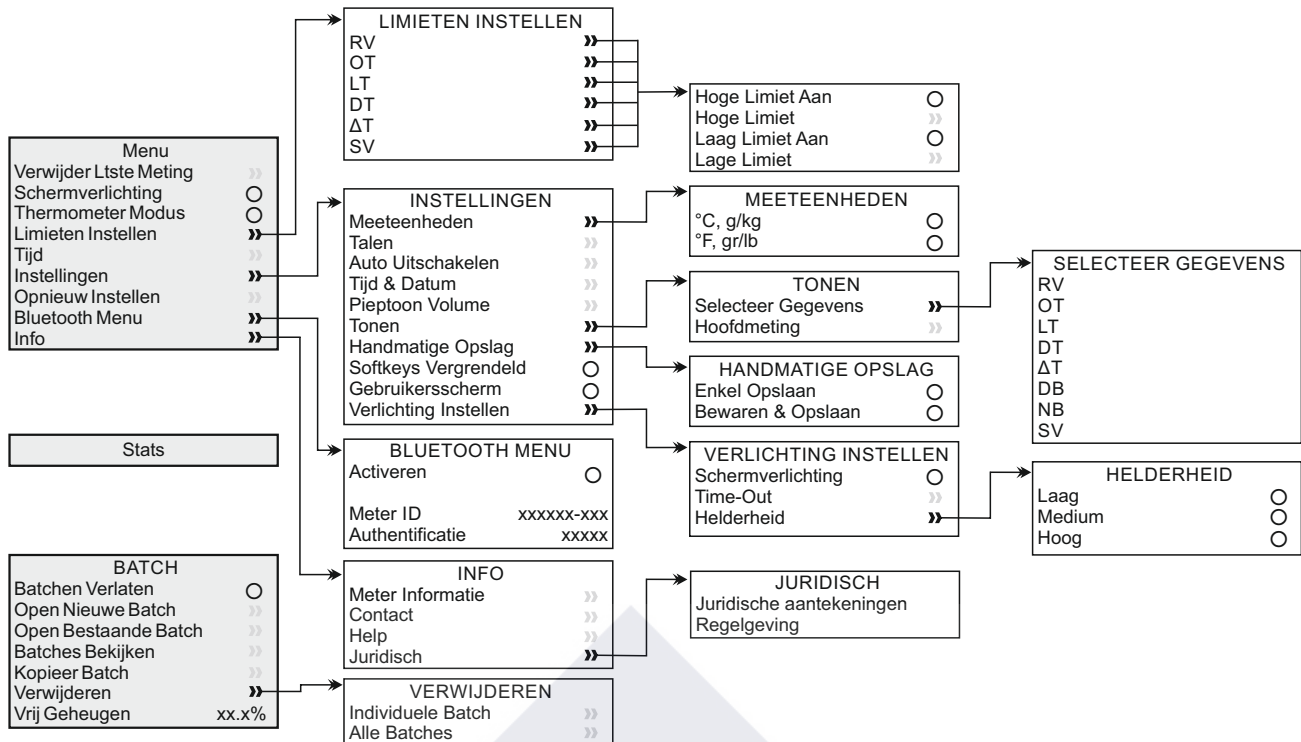 Menu
Verwijder Ltste Meting »
Schermverlichting
Thermometer Modus
Limieten Instellen »
Tijd »
Instellingen »
Opnieuw Instellen »
Bluetooth Menu »
Info »
Stats
BATCH
Batchen Verlaten
Open Nieuwe Batch »
Open Bestaande Batch »
Batches Bekijken »
Kopieer Batch »
Verwijderen »
Vrij Geheugen xx.x%
LIMIETEN INSTELLEN
RV »
OT »
LT »
DT »
ΔT »
SV »
INSTELLINGEN
Meeteenheden »
Talen »
Auto Uitschakelen »
Tijd & Datum »
Pieptoon Volume »
Tonen »
Handmatige Opslag »
Softkeys Vergrendeld
Gebruikersscherm
Verlichting Instellen »
BLUETOOTH MENU
Activeren
Meter ID xxxxxx-xxx
Authentificatie xxxxx
INFO
Meter Informatie »
Contact »
Help »
Juridisch »
VERWIJDEREN
Individuele Batch »
Alle Batches »
Hoge Limiet Aan
Hoge Limiet »
Laag Limiet Aan
Lage Limiet »
MEETEENHEDEN
°C, g/kg
°F, gr/lb
TONEN
Selecteer Gegevens »
Hoofdmeting »
HANDMATIGE OPSLAG
Enkel Opslaan
Bewaren & Opslaan
VERLICHTING INSTELLEN
Schermverlichting
Time-Out »
Helderheid »
JURIDISCH
Juridische aantekeningen
Regelgeving
SELECTEER GEGEVENS
RV
OT
LT
DT
ΔT
DB
NB
SV
HELDERHEID
Laag
Medium
Hoog